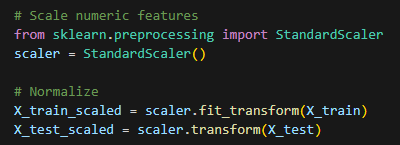 # Scale numeric features
from sklearn.preprocessing import StandardScaler
scaler = StandardScaler()
# Normalize
X_train_scaled = scaler.fit_transform(X_train)
X_test_scaled = scaler.transform(X_test)